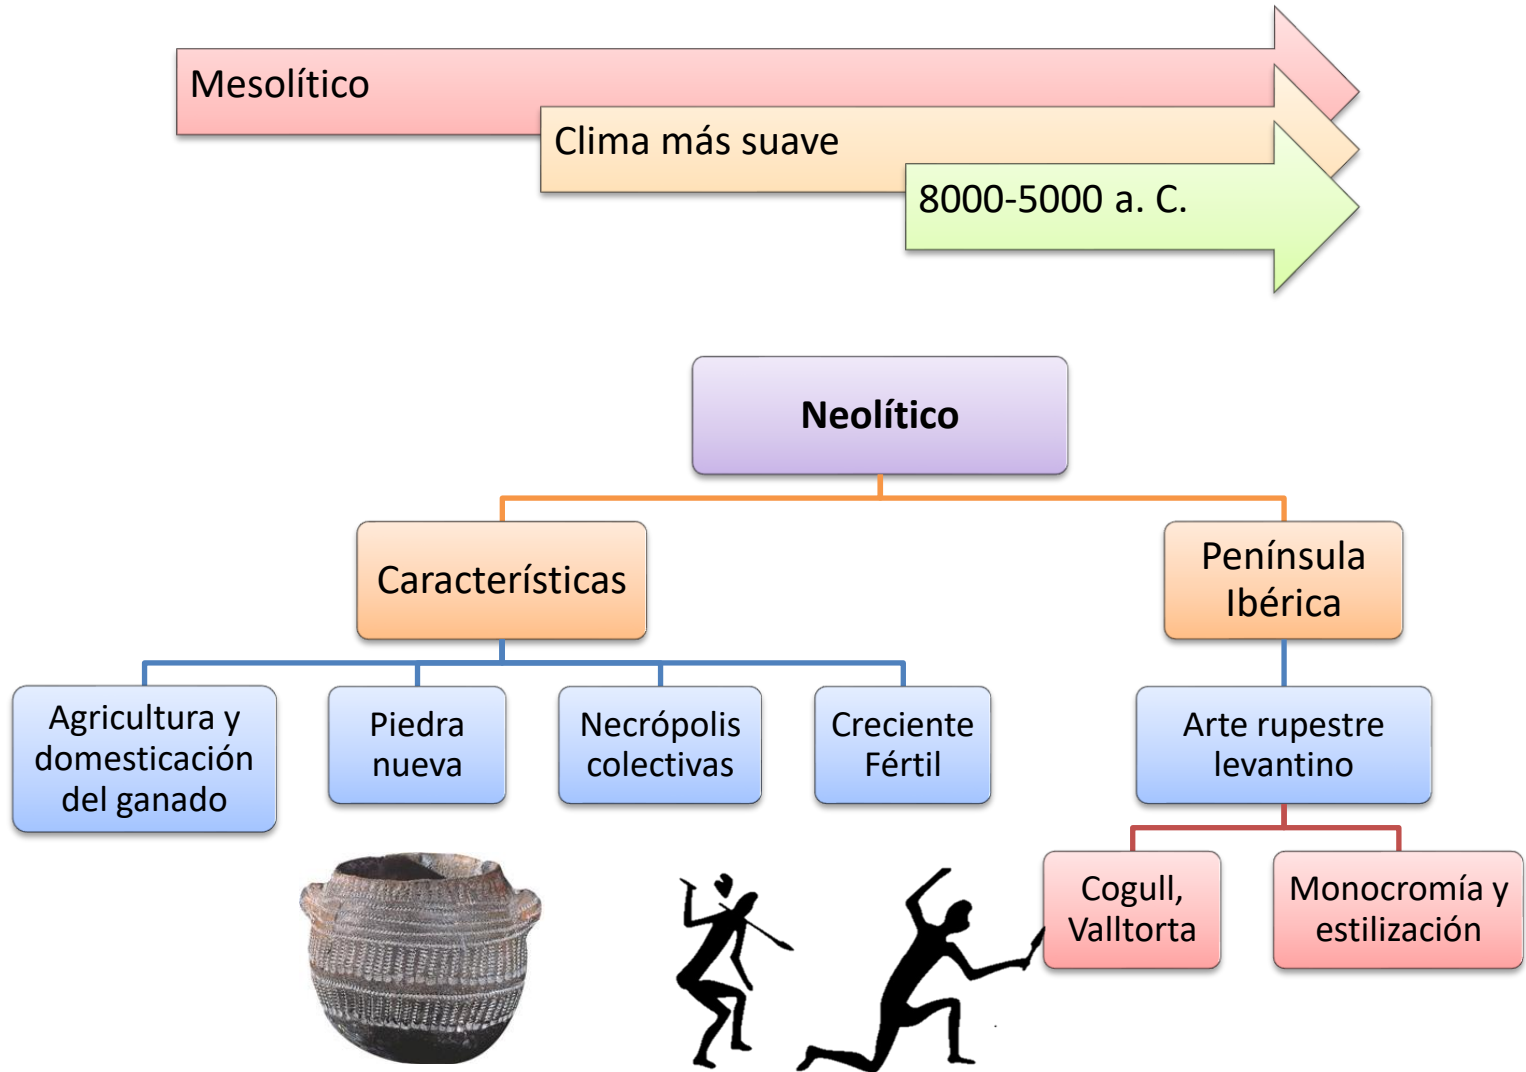 Mesolítico
Clima más suave
8000-5000 a. C.
Neolítico
Características
Península
Ibérica
Agricultura y
domesticación
del ganado
Piedra
nueva
Necrópolis
colectivas
Creciente
Fértil
Arte rupestre
levantino
Cogull,
Valltorta
Monocromía y
estilización